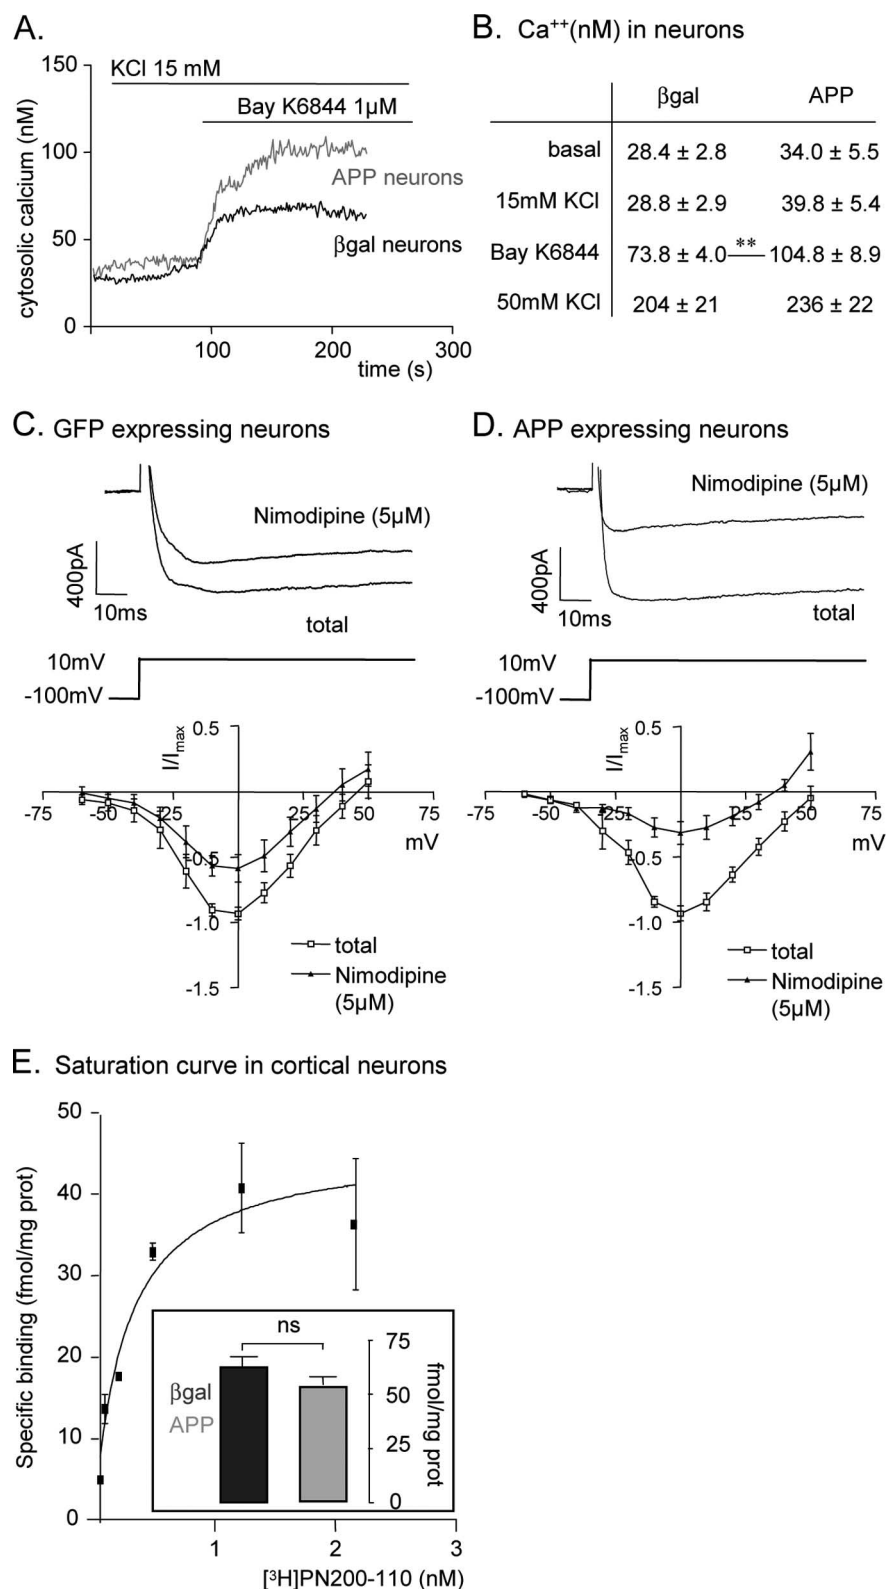 A.
150
KCl 15 mM
Bay K6844 1µM
100
APP neurons
50
βgal neurons
0
100
200
300
time (s)
cytosolic calcium (nM)
B. Ca⁺⁺(nM) in neurons
βgal APP
basal 28.4 ± 2.8 34.0 ± 5.5
15mM KCl 28.8 ± 2.9 39.8 ± 5.4
Bay K6844 73.8 ± 4.0 ** 104.8 ± 8.9
50mM KCl 204 ± 21 236 ± 22
C. GFP expressing neurons
Nimodipine (5µM)
400pA
10ms
total
10mV
-100mV
0.5
I/Imax
-75 -25 25 50 75
mV
-0.5
-1.0
-1.5
total
Nimodipine
(5µM)
D. APP expressing neurons
Nimodipine (5µM)
400pA
10ms
total
10mV
-100mV
0.5
I/Imax
-75 -50 -25 25 50 75
mV
-0.5
-1.0
-1.5
total
Nimodipine
(5µM)
E. Saturation curve in cortical neurons
50
40
30
20
10
0
Specific binding (fmol/mg prot)
ns
βgal
APP
75
50
25
0
fmol/mg prot
1 2 3
[³H]PN200-110 (nM)